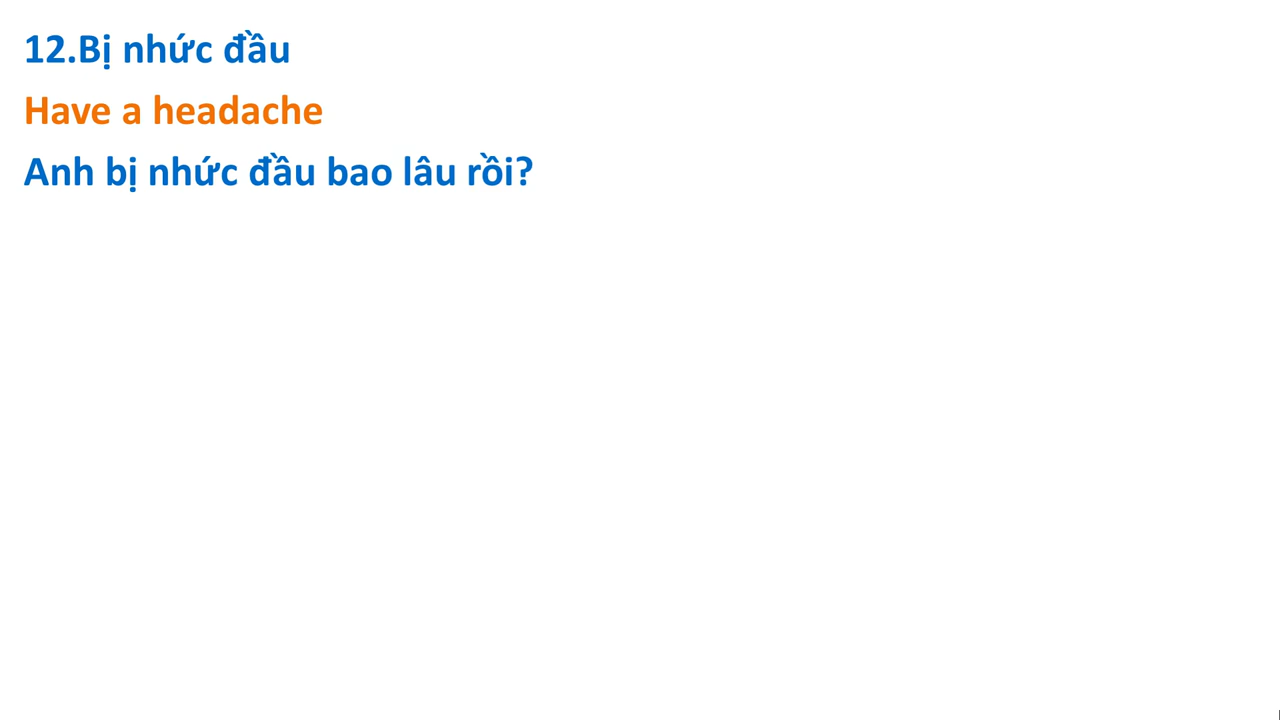 12.Bị nhức đầu
Have a headache
Anh bị nhức đầu bao lâu rồi?